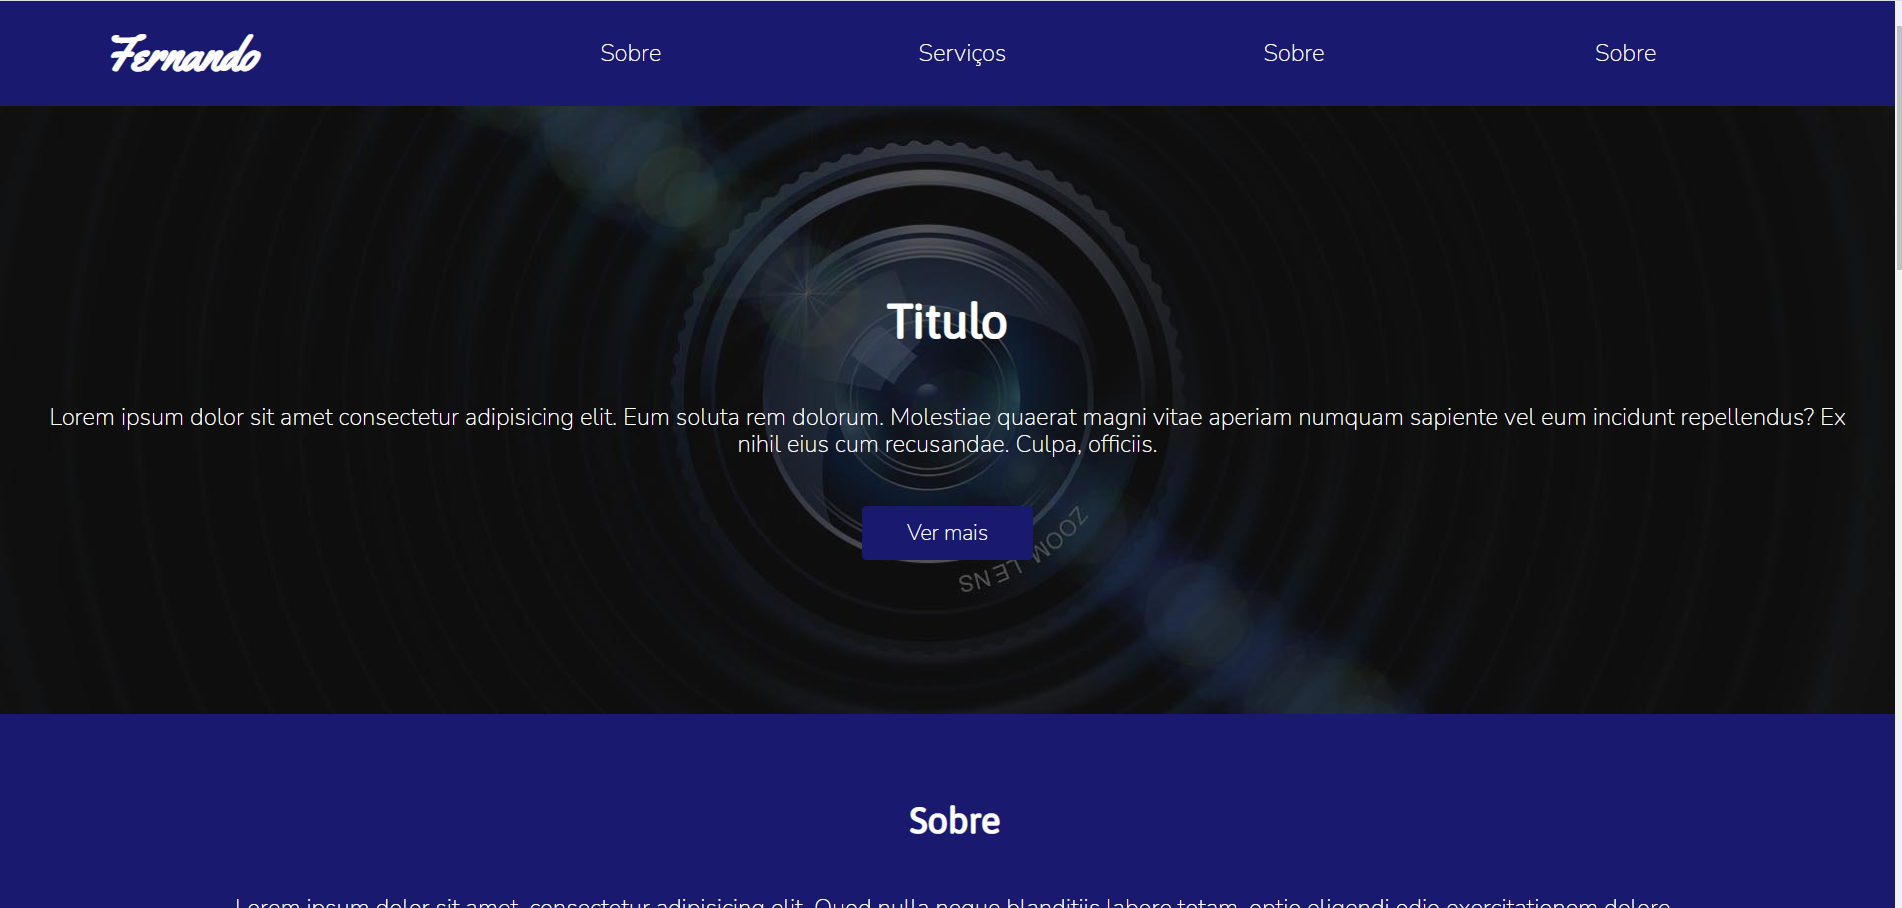 Fernando
Sobre
Serviços
Sobre
Sobre
Titulo
Lorem ipsum dolor sit amet consectetur adipisicing elit. Eum soluta rem dolorum. Molestiae quaerat magni vitae aperiam numquam sapiente vel eum incidunt repellendus? Ex
nihil eius cum recusandae. Culpa, officiis.
Ver mais
ZOOM LENS
Sobre
Lorem ipsum dolor sit amet, consectetur adipisicing elit. Quod nulla neque blanditiis labore totam, optio eligendi odio exercitationem dolore